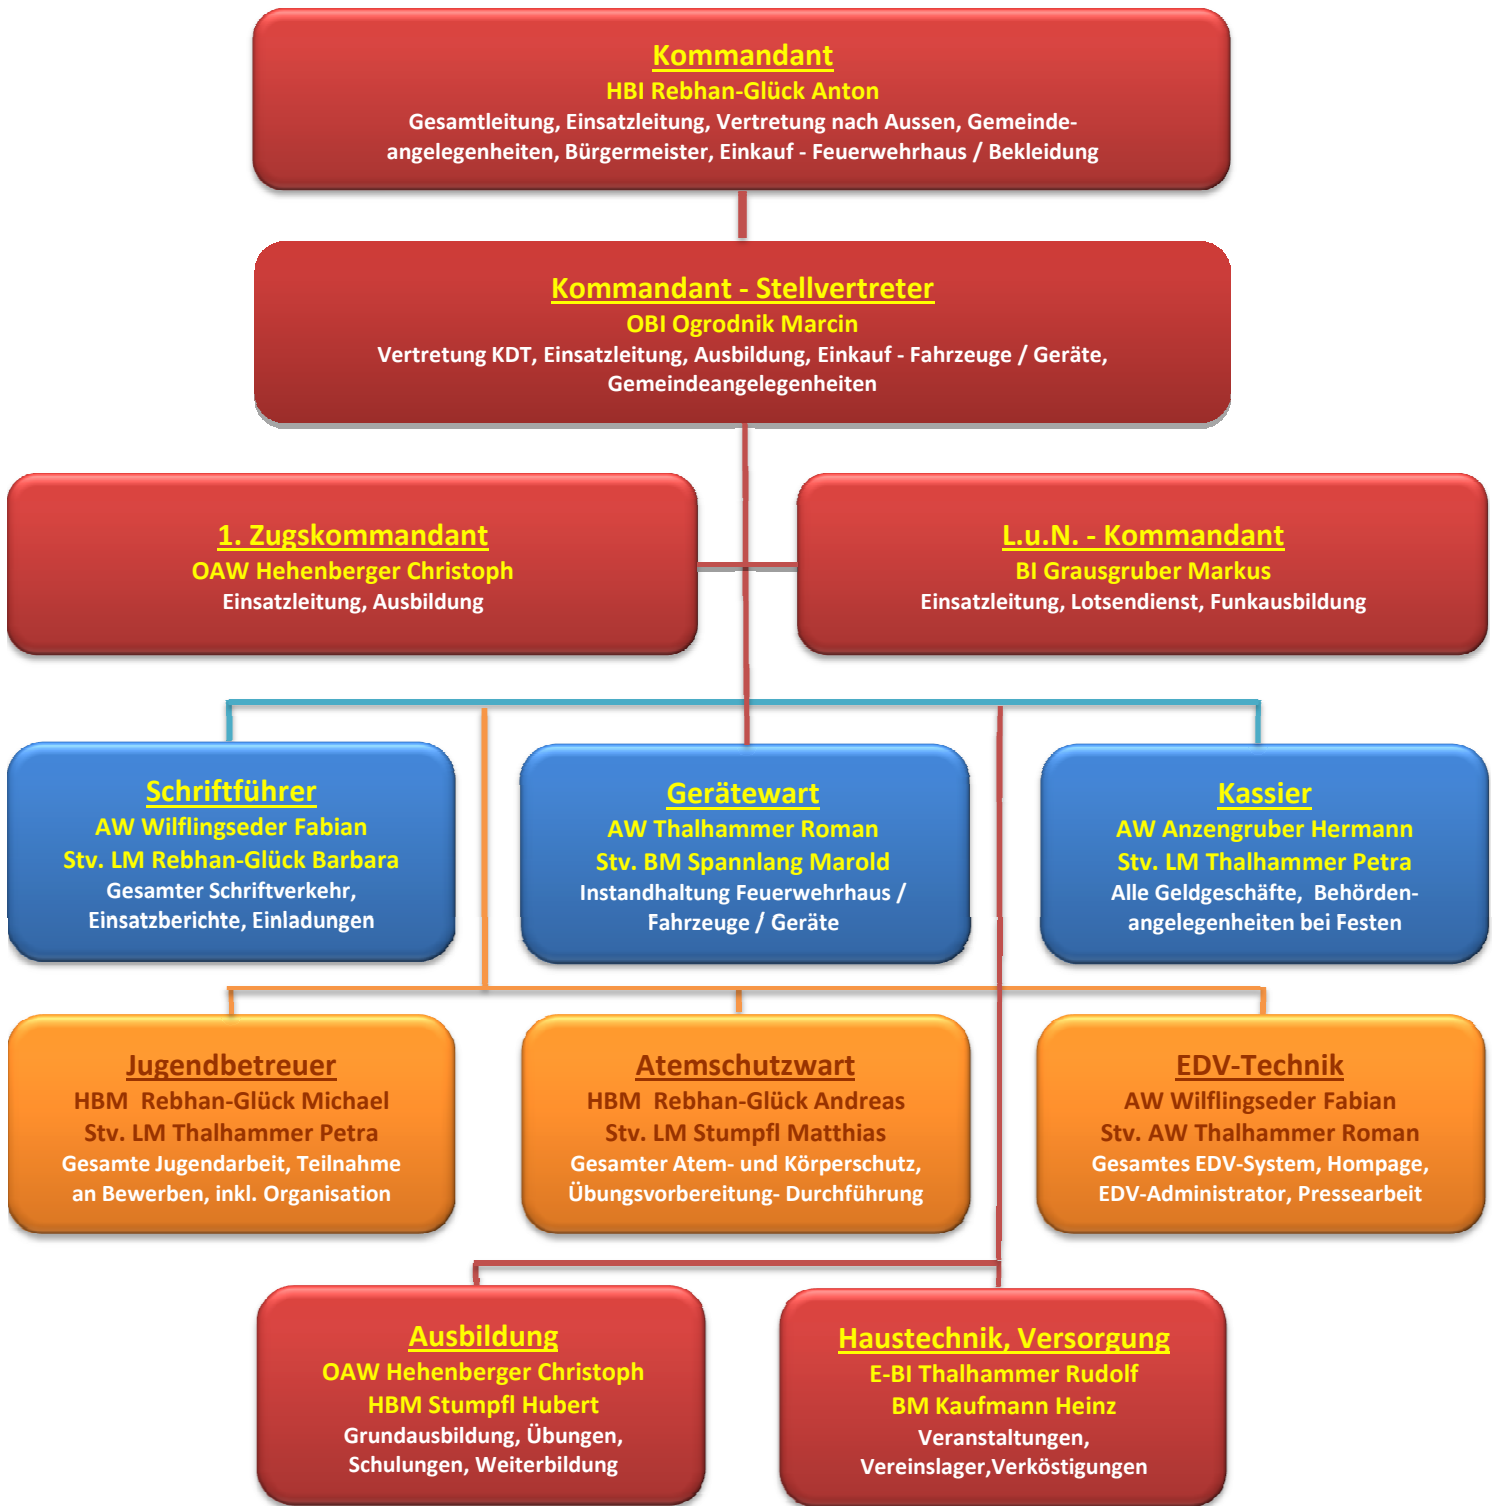 Kommandant
HBI Rebhan-Glück Anton
Gesamtleitung, Einsatzleitung, Vertretung nach Aussen, Gemeinde-
angelegenheiten, Bürgermeister, Einkauf - Feuerwehrhaus / Bekleidung
Kommandant - Stellvertreter
OBI Ogrodnik Marcin
Vertretung KDT, Einsatzleitung, Ausbildung, Einkauf - Fahrzeuge / Geräte,
Gemeindeangelegenheiten
1. Zugskommandant
OAW Hehenberger Christoph
Einsatzleitung, Ausbildung
L.u.N. - Kommandant
BI Grausgruber Markus
Einsatzleitung, Lotsendienst, Funkausbildung
Schriftführer
AW Wilflingseder Fabian
Stv. LM Rebhan-Glück Barbara
Gesamter Schriftverkehr,
Einsatzberichte, Einladungen
Gerätewart
AW Thalhammer Roman
Stv. BM Spannlang Marold
Instandhaltung Feuerwehrhaus /
Fahrzeuge / Geräte
Kassier
AW Anzengruber Hermann
Stv. LM Thalhammer Petra
Alle Geldgeschäfte, Behörden-
angelegenheiten bei Festen
Jugendbetreuer
HBM Rebhan-Glück Michael
Stv. LM Thalhammer Petra
Gesamte Jugendarbeit, Teilnahme
an Bewerben, inkl. Organisation
Atemschutzwart
HBM Rebhan-Glück Andreas
Stv. LM Stumpfl Matthias
Gesamter Atem- und Körperschutz,
Übungsvorbereitung- Durchführung
EDV-Technik
AW Wilflingseder Fabian
Stv. AW Thalhammer Roman
Gesamtes EDV-System, Hompage,
EDV-Administrator, Pressearbeit
Ausbildung
OAW Hehenberger Christoph
HBM Stumpfl Hubert
Grundausbildung, Übungen,
Schulungen, Weiterbildung
Haustechnik, Versorgung
E-BI Thalhammer Rudolf
BM Kaufmann Heinz
Veranstaltungen,
Vereinslager,Verköstigungen